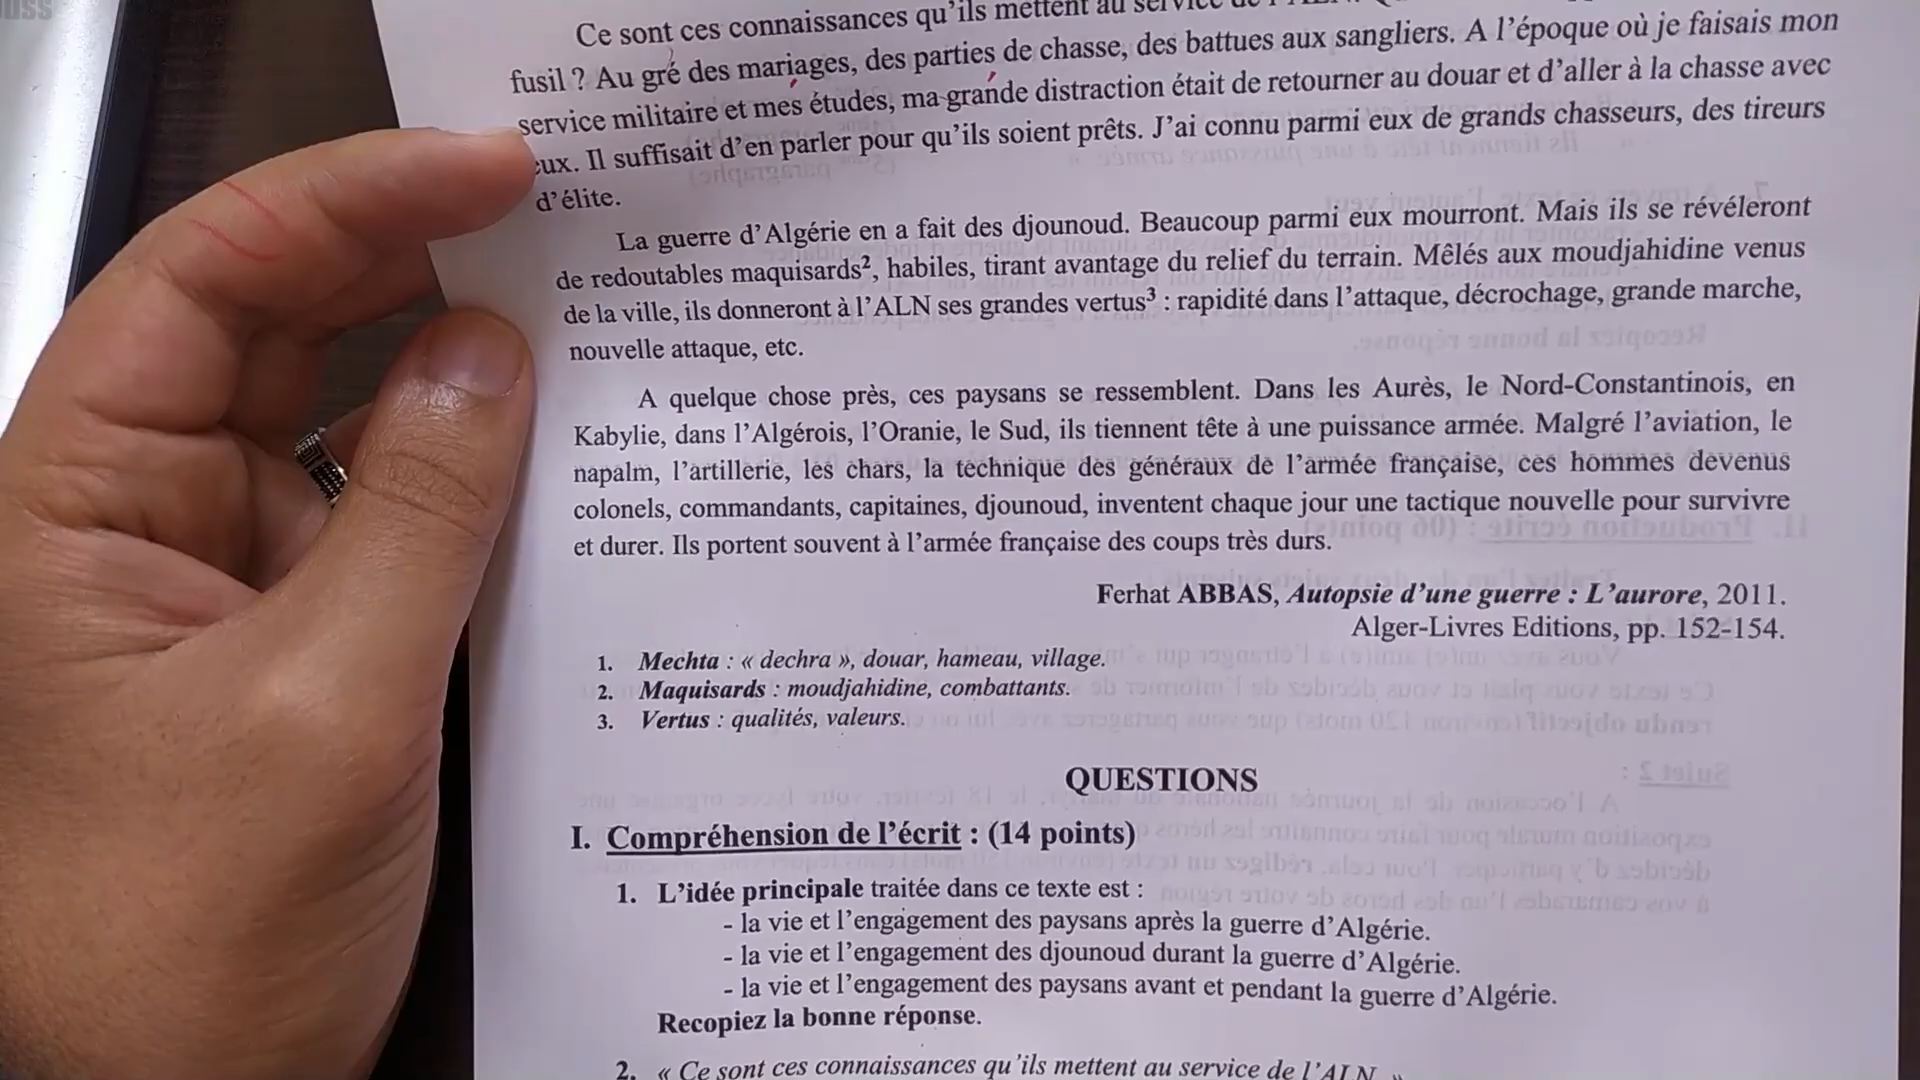 Ce sont ces connaissances qu'ils mettent au service de l'ALN.
fusil ? Au gré des mariages, des parties de chasse, des battues aux sangliers. A l'époque où je faisais mon
service militaire et mes études, ma grande distraction était de retourner au douar et d'aller à la chasse avec
eux. Il suffisait d'en parler pour qu'ils soient prêts. J'ai connu parmi eux de grands chasseurs, des tireurs
d'élite.
La guerre d'Algérie en a fait des djounoud. Beaucoup parmi eux mourront. Mais ils se révéleront
de redoutables maquisards², habiles, tirant avantage du relief du terrain. Mêlés aux moudjahidine venus
de la ville, ils donneront à l'ALN ses grandes vertus³ : rapidité dans l'attaque, décrochage, grande marche,
nouvelle attaque, etc.
A quelque chose près, ces paysans se ressemblent. Dans les Aurès, le Nord-Constantinois, en
Kabylie, dans l'Algérois, l'Oranie, le Sud, ils tiennent tête à une puissance armée. Malgré l'aviation, le
napalm, l'artillerie, les chars, la technique des généraux de l'armée française, ces hommes devenus
colonels, commandants, capitaines, djounoud, inventent chaque jour une tactique nouvelle pour survivre
et durer. Ils portent souvent à l'armée française des coups très durs.
Ferhat ABBAS, Autopsie d'une guerre : L'aurore, 2011.
Alger-Livres Editions, pp. 152-154.
1. Mechta : « dechra », douar, hameau, village.
2. Maquisards : moudjahidine, combattants.
3. Vertus : qualités, valeurs.
QUESTIONS
I. Compréhension de l'écrit : (14 points)
1. L'idée principale traitée dans ce texte est :
- la vie et l'engagement des paysans après la guerre d'Algérie.
- la vie et l'engagement des djounoud durant la guerre d'Algérie.
- la vie et l'engagement des paysans avant et pendant la guerre d'Algérie.
Recopiez la bonne réponse.
2. « Ce sont ces connaissances qu'ils mettent au service de l'ALN »